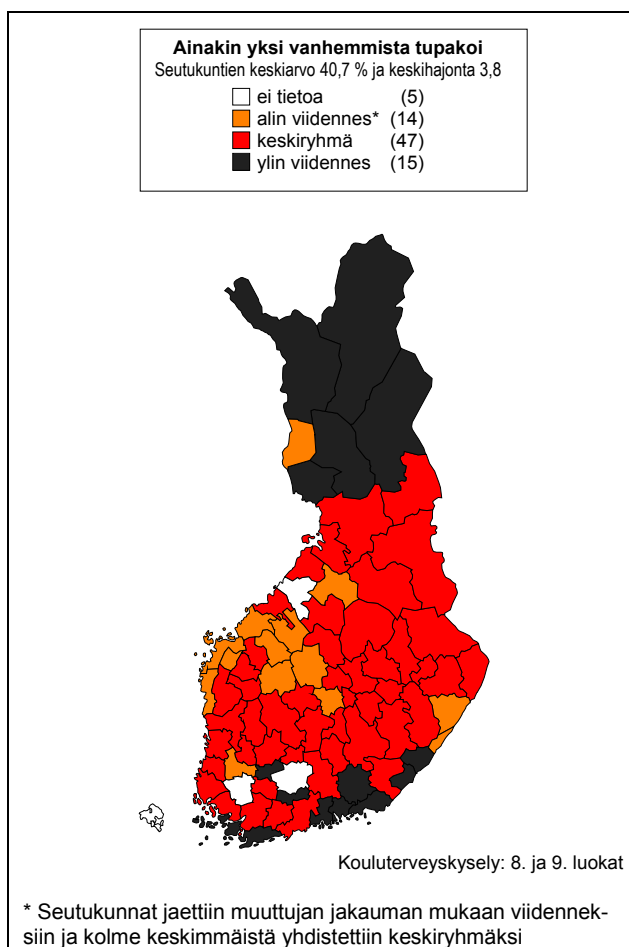 Ainakin yksi vanhemmista tupakoi
Seutukuntien keskiarvo 40,7 % ja keskihajonta 3,8
ei tietoa (5)
alin viidennes* (14)
keskiryhmä (47)
ylin viidennes (15)
Kouluterveyskysely: 8. ja 9. luokat
* Seutukunnat jaettiin muuttujan jakauman mukaan viidennek-
siin ja kolme keskimmäistä yhdistettiin keskiryhmäksi